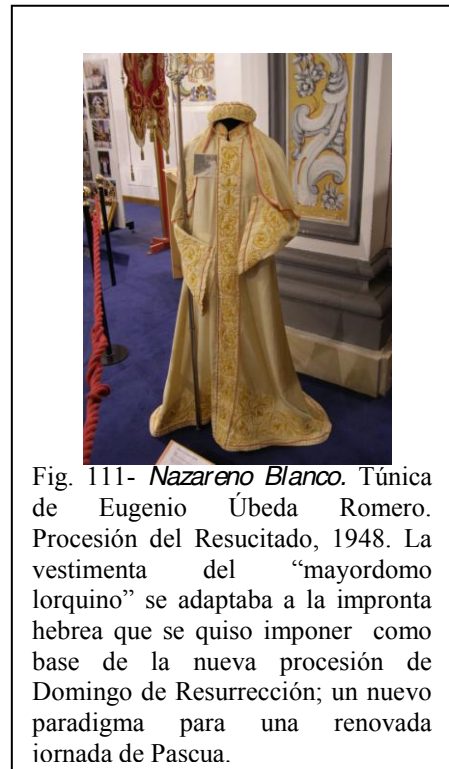 Fig. 111- Nazareno Blanco. Túnica
de Eugenio Úbeda Romero.
Procesión del Resucitado, 1948. La
vestimenta del “mayordomo
lorquino” se adaptaba a la impronta
hebrea que se quiso imponer como
base de la nueva procesión de
Domingo de Resurrección; un nuevo
paradigma para una renovada
jornada de Pascua.